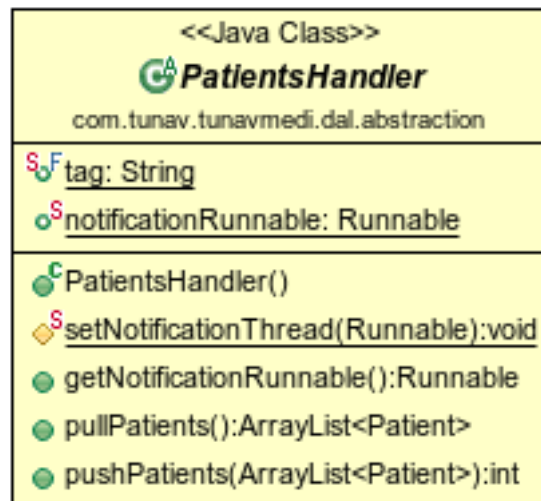 <<Java Class>>
PatientsHandler
com.tunav.tunavmedi.dal.abstraction
tag: String
notificationRunnable: Runnable
PatientsHandler()
setNotificationThread(Runnable):void
getNotificationRunnable():Runnable
pullPatients():ArrayList<Patient>
pushPatients(ArrayList<Patient>):int